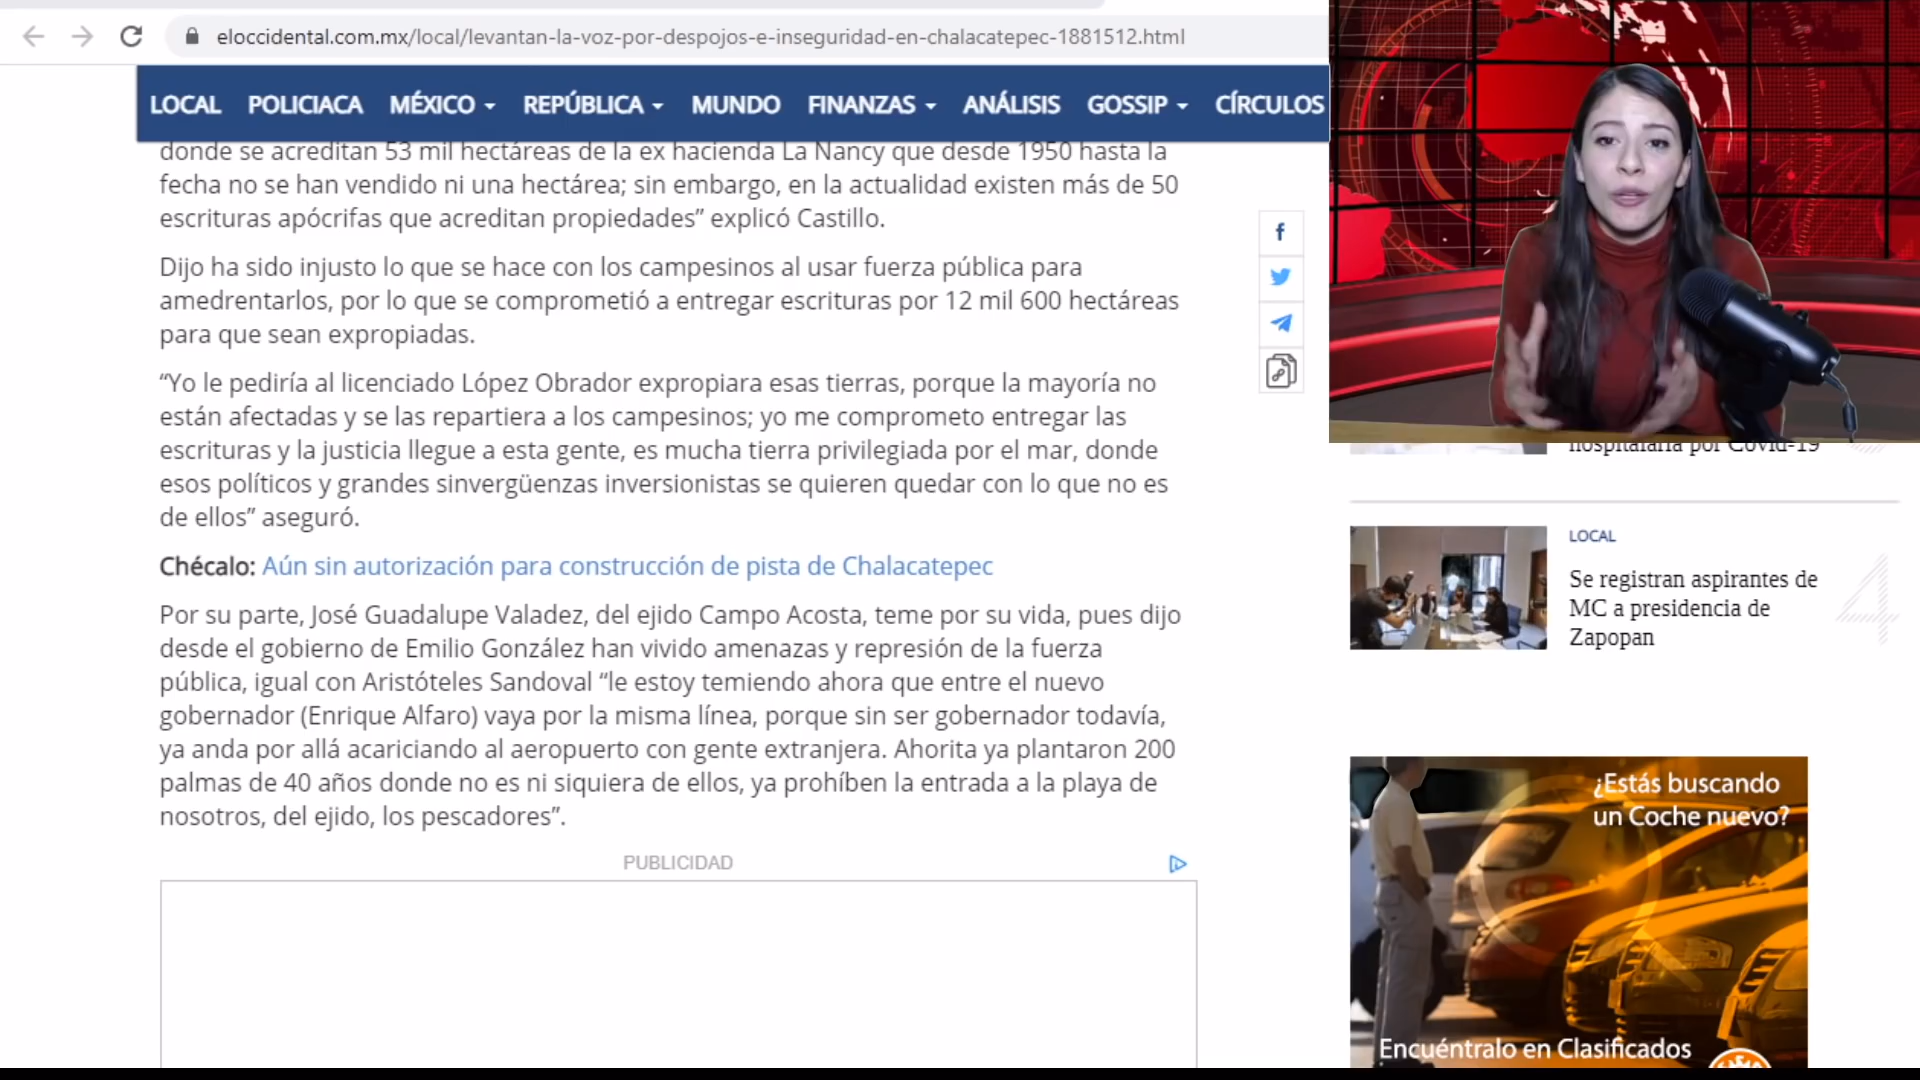 eloccidental.com.mx/local/levantan-la-voz-por-despojos-e-inseguridad-en-chalacatepec-1881512.html
LOCAL POLICIACA MÉXICO REPÚBLICA MUNDO FINANZAS ANÁLISIS GOSSIP CÍRCULOS
donde se acreditan 53 mil hectáreas de la ex hacienda La Nancy que desde 1950 hasta la
fecha no se han vendido ni una hectárea; sin embargo, en la actualidad existen más de 50
escrituras apócrifas que acreditan propiedades” explicó Castillo.
Dijo ha sido injusto lo que se hace con los campesinos al usar fuerza pública para
amedrentarlos, por lo que se comprometió a entregar escrituras por 12 mil 600 hectáreas
para que sean expropiadas.
“Yo le pediría al licenciado López Obrador expropiara esas tierras, porque la mayoría no
están afectadas y se las repartiera a los campesinos; yo me comprometo entregar las
escrituras y la justicia llegue a esta gente, es mucha tierra privilegiada por el mar, donde
esos políticos y grandes sinvergüenzas inversionistas se quieren quedar con lo que no es
de ellos” aseguró.
Chécalo: Aún sin autorización para construcción de pista de Chalacatepec
Por su parte, José Guadalupe Valadez, del ejido Campo Acosta, teme por su vida, pues dijo
desde el gobierno de Emilio González han vivido amenazas y represión de la fuerza
pública, igual con Aristóteles Sandoval “le estoy temiendo ahora que entre el nuevo
gobernador (Enrique Alfaro) vaya por la misma línea, porque sin ser gobernador todavía,
ya anda por allá acariciando al aeropuerto con gente extranjera. Ahorita ya plantaron 200
palmas de 40 años donde no es ni siquiera de ellos, ya prohíben la entrada a la playa de
nosotros, del ejido, los pescadores”.
PUBLICIDAD
hospitalaria por Covid-19
LOCAL
Se registran aspirantes de
MC a presidencia de
Zapopan
4
¿Estás buscando
un Coche nuevo?
Encuéntralo en Clasificados